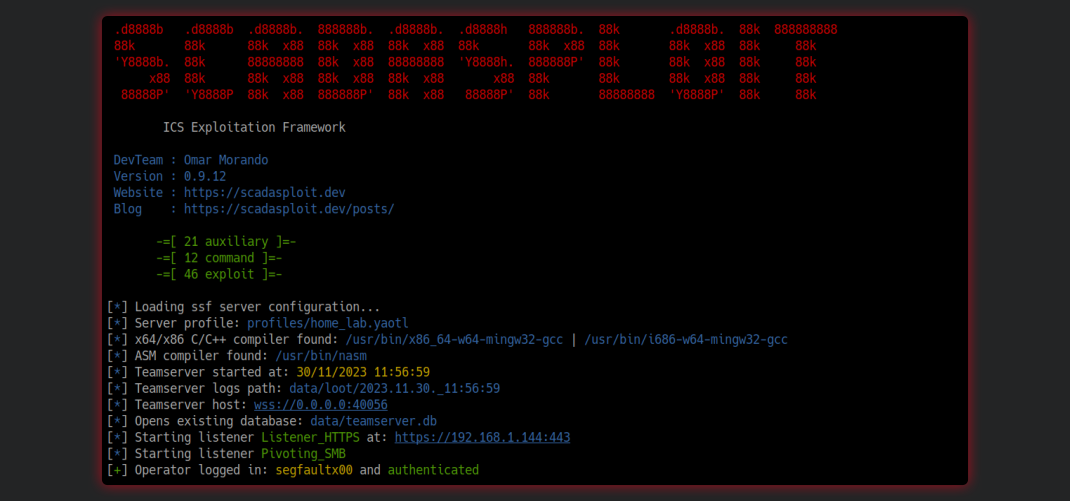 .d8888b   .d8888b  .d8888b.  888888b.  .d8888b.  .d8888h   888888b.  88k       .d8888b.  88k  888888888
88k       88k      88k  x88  88k  x88  88k  x88  88k       88k  x88  88k       88k  x88  88k     88k
'Y8888b.  88k      88888888  88k  x88  88888888  'Y8888h.  888888P'  88k       88k  x88  88k     88k
     x88  88k      88k  x88  88k  x88  88k  x88       x88  88k       88k       88k  x88  88k     88k
 88888P'  'Y8888P  88k  x88  888888P'  88k  x88   88888P'  88k       88888888  'Y8888P'  88k     88k
ICS Exploitation Framework
DevTeam : Omar Morando
Version : 0.9.12
Website : https://scadasploit.dev
Blog    : https://scadasploit.dev/posts/
-=[ 21 auxiliary ]=-
-=[ 12 command ]=-
-=[ 46 exploit ]=-
[*] Loading ssf server configuration...
[*] Server profile: profiles/home_lab.yaotl
[*] x64/x86 C/C++ compiler found: /usr/bin/x86_64-w64-mingw32-gcc | /usr/bin/i686-w64-mingw32-gcc
[*] ASM compiler found: /usr/bin/nasm
[*] Teamserver started at: 30/11/2023 11:56:59
[*] Teamserver logs path: data/loot/2023.11.30._11:56:59
[*] Teamserver host: wss://0.0.0.0:40056
[*] Opens existing database: data/teamserver.db
[*] Starting listener Listener_HTTPS at: https://192.168.1.144:443
[*] Starting listener Pivoting_SMB
[+] Operator logged in: segfaultx00 and authenticated